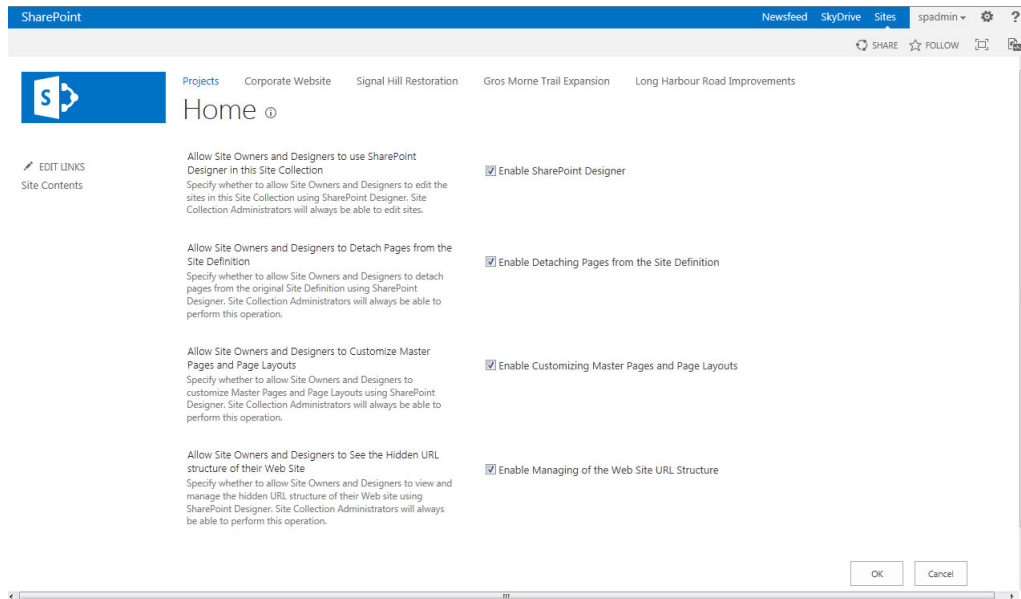 SharePoint
Newsfeed SkyDrive Sites spadmin ?
SHARE FOLLOW
S
Projects Corporate Website Signal Hill Restoration Gros Morne Trail Expansion Long Harbour Road Improvements
Home
EDIT LINKS
Site Contents
Allow Site Owners and Designers to use SharePoint
Designer in this Site Collection
Specify whether to allow Site Owners and Designers to edit the
sites in this Site Collection using SharePoint Designer. Site
Collection Administrators will always be able to edit sites.
Enable SharePoint Designer
Allow Site Owners and Designers to Detach Pages from the
Site Definition
Specify whether to allow Site Owners and Designers to detach
pages from the original Site Definition using SharePoint
Designer. Site Collection Administrators will always be able to
perform this operation.
Enable Detaching Pages from the Site Definition
Allow Site Owners and Designers to Customize Master
Pages and Page Layouts
Specify whether to allow Site Owners and Designers to
customize Master Pages and Page Layouts using SharePoint
Designer. Site Collection Administrators will always be able to
perform this operation.
Enable Customizing Master Pages and Page Layouts
Allow Site Owners and Designers to See the Hidden URL
structure of their Web Site
Specify whether to allow Site Owners and Designers to view and
manage the hidden URL structure of their Web site using
SharePoint Designer. Site Collection Administrators will always
be able to perform this operation.
Enable Managing of the Web Site URL Structure
OK Cancel